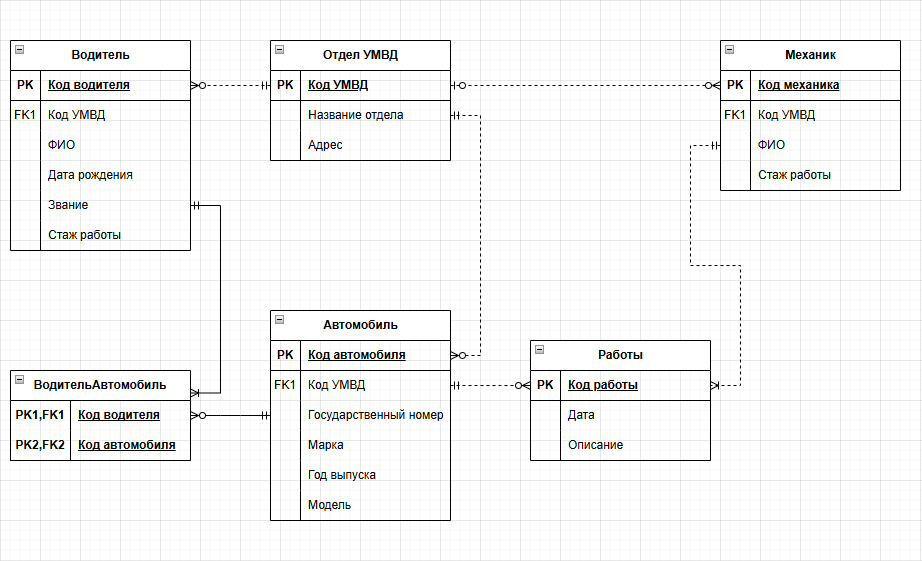 Водитель
PK Код водителя
FK1 Код УМВД
ФИО
Дата рождения
Звание
Стаж работы
Отдел УМВД
PK Код УМВД
Название отдела
Адрес
Механик
PK Код механика
FK1 Код УМВД
ФИО
Стаж работы
ВодительАвтомобиль
PK1,FK1 Код водителя
PK2,FK2 Код автомобиля
Автомобиль
PK Код автомобиля
FK1 Код УМВД
Государственный номер
Марка
Год выпуска
Модель
Работы
PK Код работы
Дата
Описание